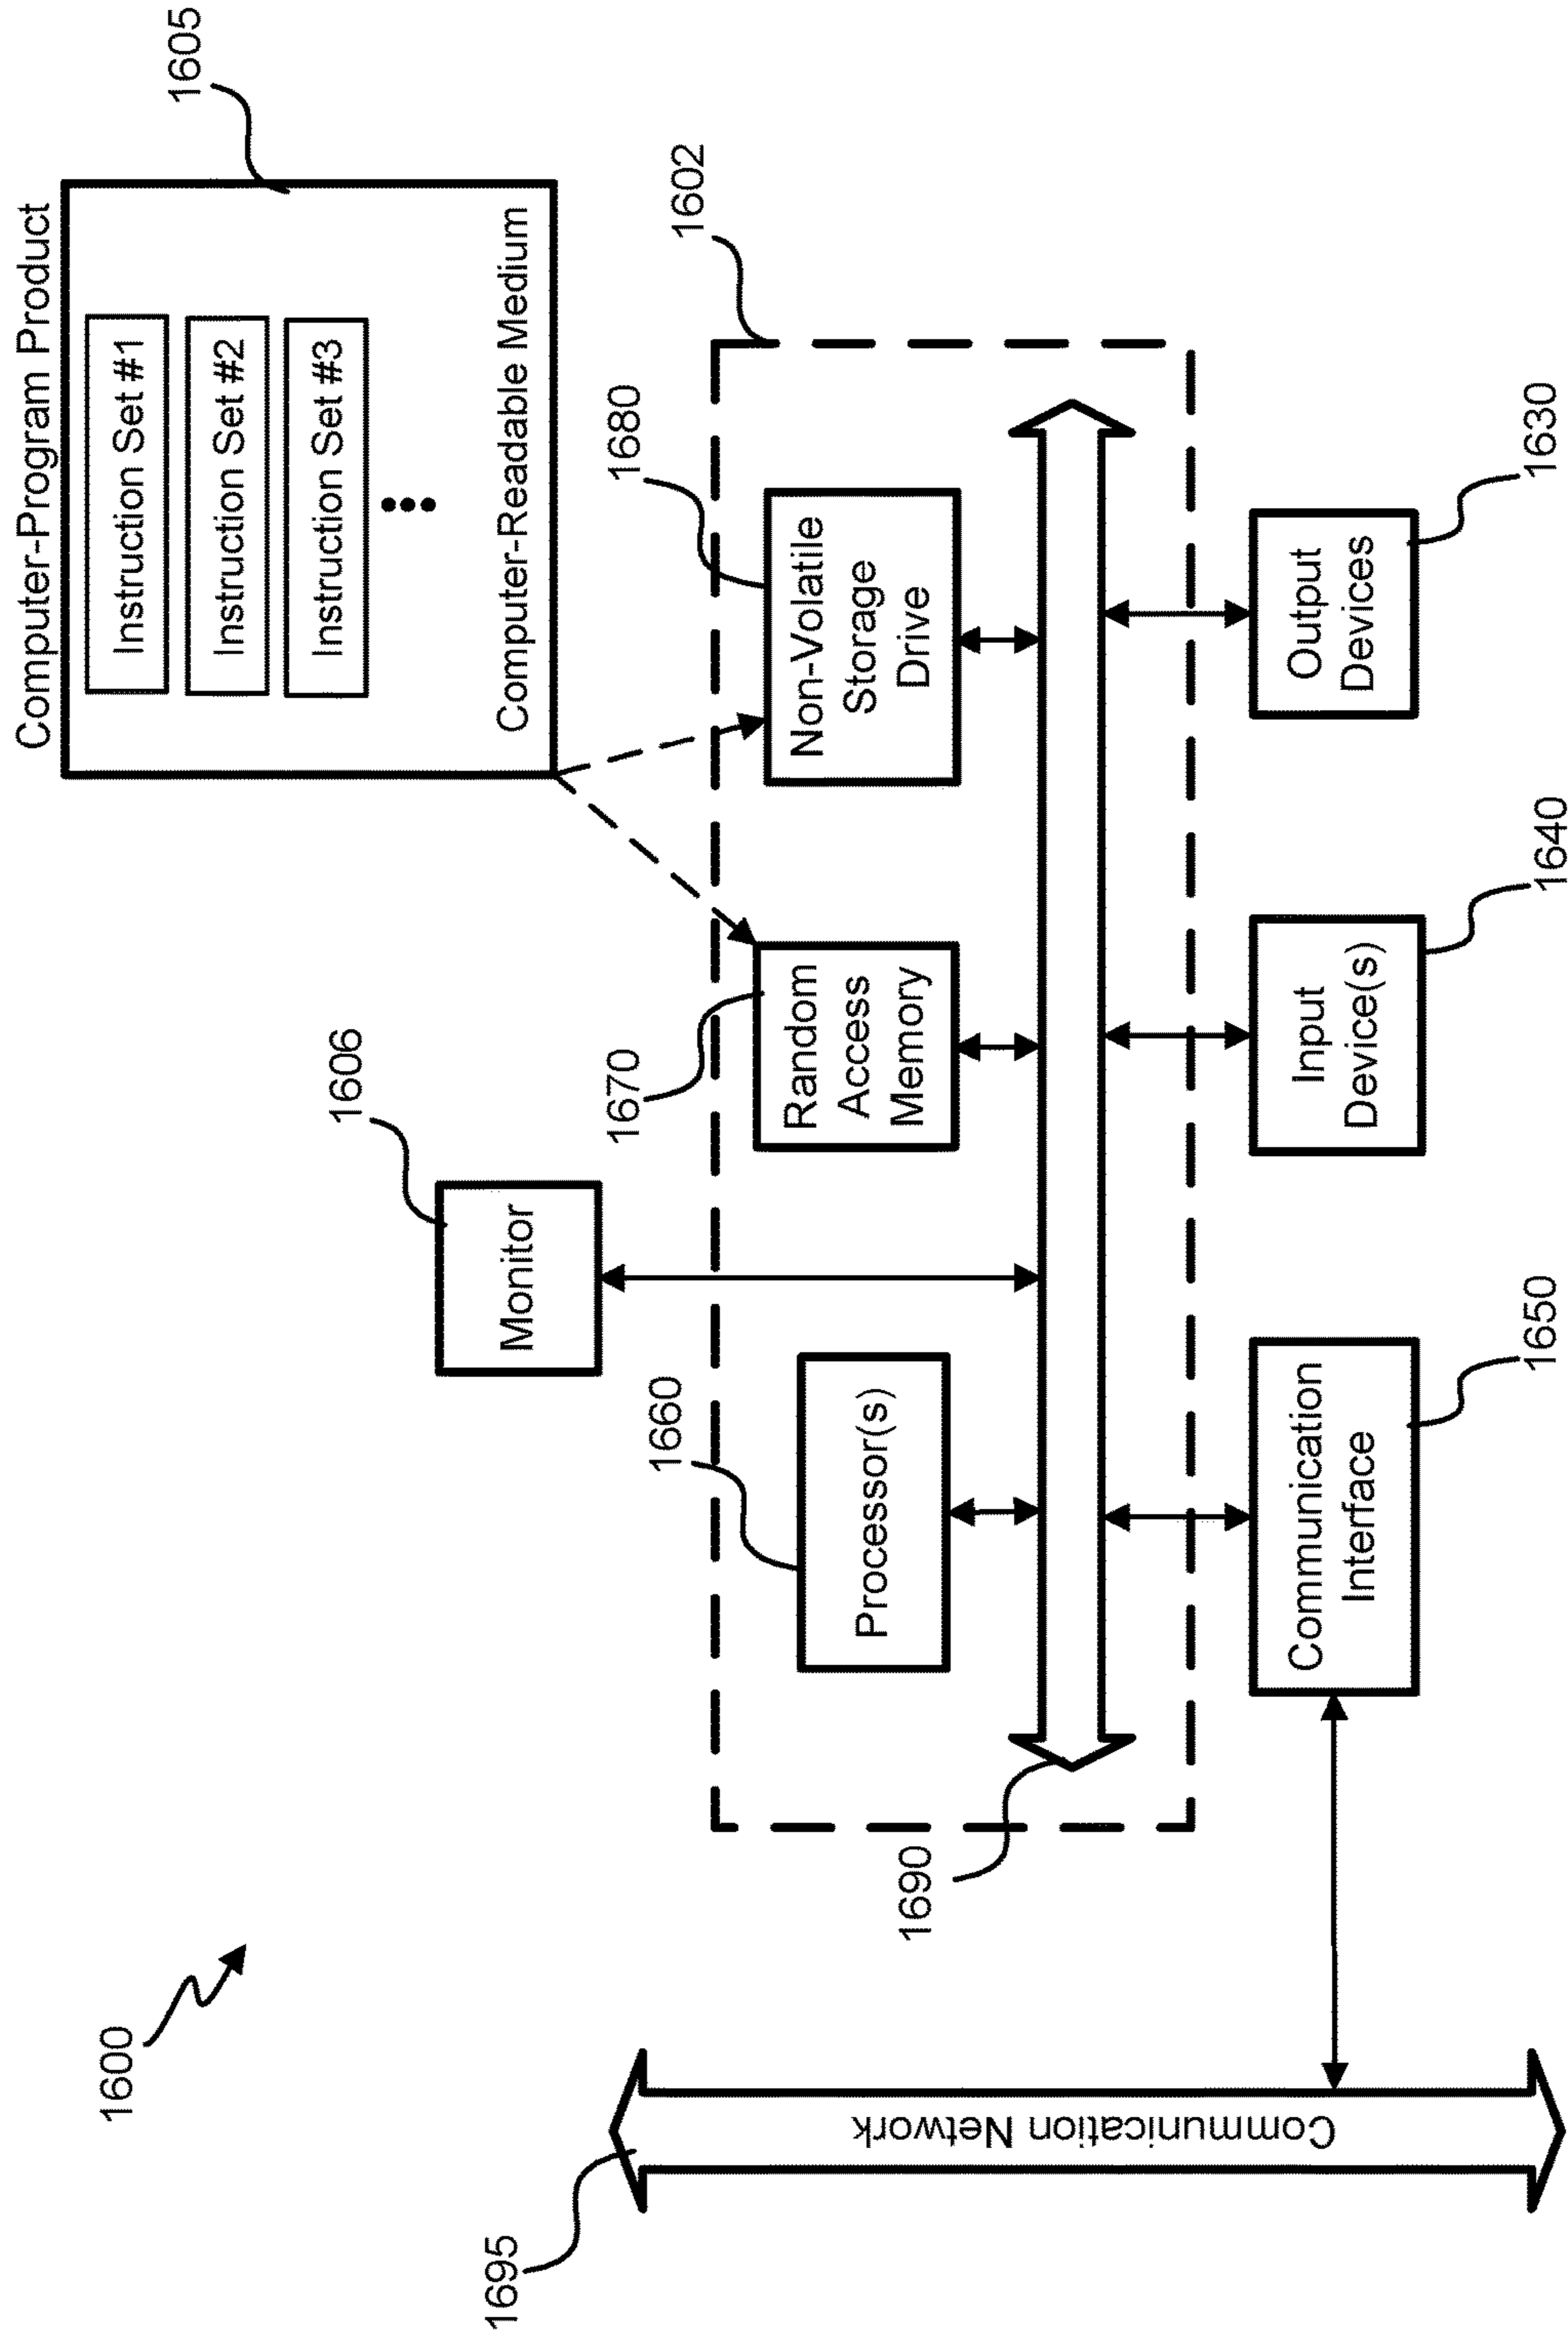 1600
Computer-Program Product
Instruction Set #1
Instruction Set #2
Instruction Set #3
Computer-Readable Medium
1605
1606
Monitor
1602
1660
Processor(s)
1670
Random
Access
Memory
1680
Non-Volatile
Storage
Drive
1690
1695
Communication Network
Communication
Interface
1650
Input
Device(s)
1640
Output
Devices
1630